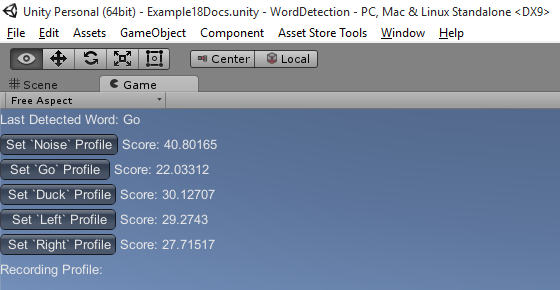 Unity Personal (64bit) - Example18Docs.unity - WordDetection - PC, Mac & Linux Standalone <DX9>
File Edit Assets GameObject Component Asset Store Tools Window Help
Center Local
Scene Game
Free Aspect
Last Detected Word: Go
Set `Noise` Profile Score: 40.80165
Set `Go` Profile Score: 22.03312
Set `Duck` Profile Score: 30.12707
Set `Left` Profile Score: 29.2743
Set `Right` Profile Score: 27.71517
Recording Profile: